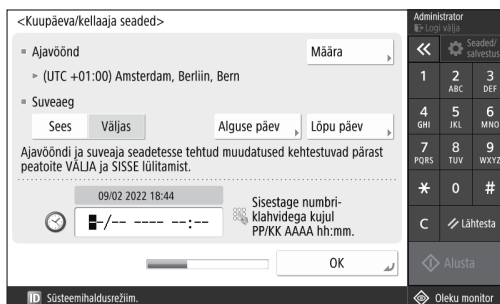 <Kuupäeva/kellaaja seaded>
Ajavöönd
Määra
(UTC +01:00) Amsterdam, Berliin, Bern
Suveaeg
Sees Väljas Alguse päev Lõpu päev
Ajavööndi ja suveaja seadetesse tehtud muudatused kehtestuvad pärast
peatoite VÄLJA ja SISSE lülitamist.
09/02 2022 18:44
--/-- ---- --:--
Sisestage numbri-
klahvidega kujul
PP/KK AAAA hh:mm.
OK
ID Süsteemihaldusrežiim.
Administrator
Logi välja
Seaded/
salvestus
1 2 3
ABC DEF
4 5 6
GHI JKL MNO
7 8 9
PQRS TUV WXYZ
* 0 #
C Lähtesta
Alusta
Oleku monitor